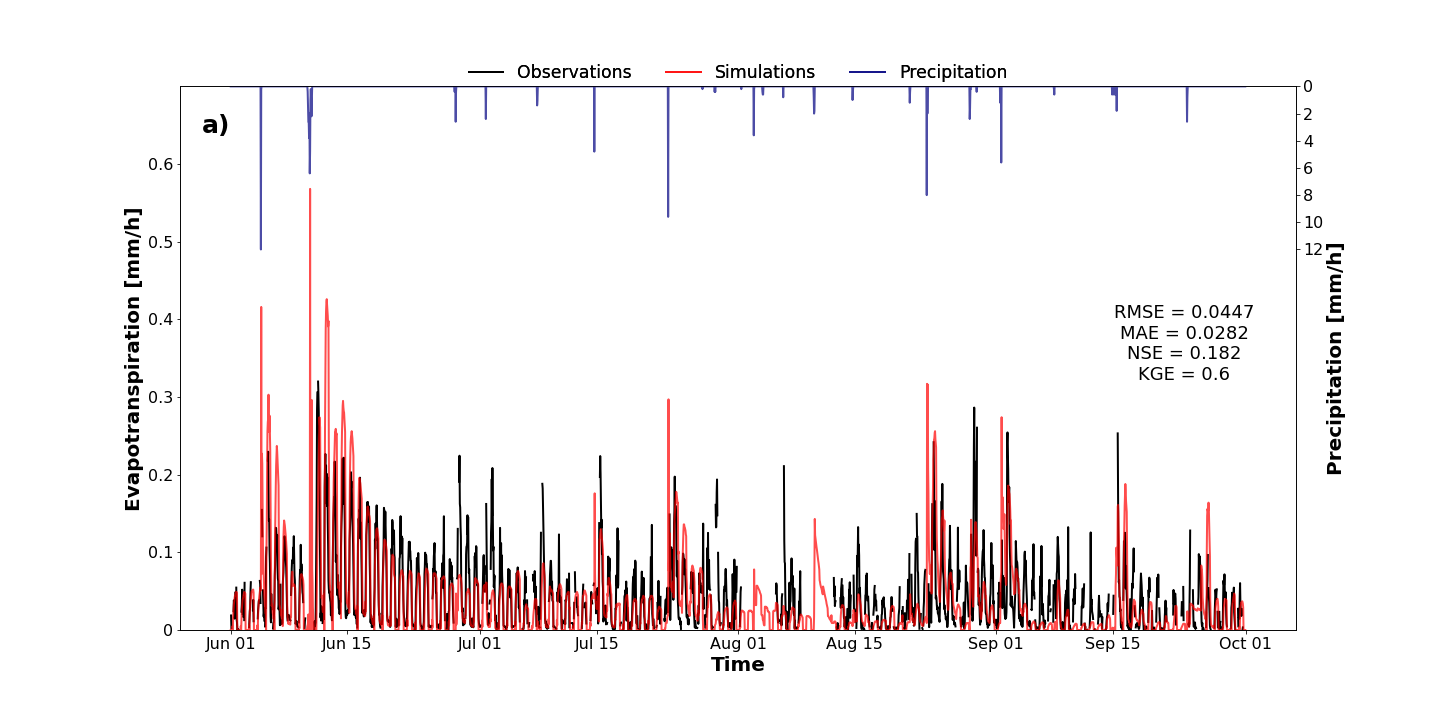 Observations Simulations Precipitation
a)
Evapotranspiration [mm/h]
0.6
0.5
0.4
0.3
0.2
0.1
0
0
2
4
6
8
10
12
Precipitation [mm/h]
RMSE = 0.0447
MAE = 0.0282
NSE = 0.182
KGE = 0.6
Jun 01 Jun 15 Jul 01 Jul 15 Aug 01 Aug 15 Sep 01 Sep 15 Oct 01
Time